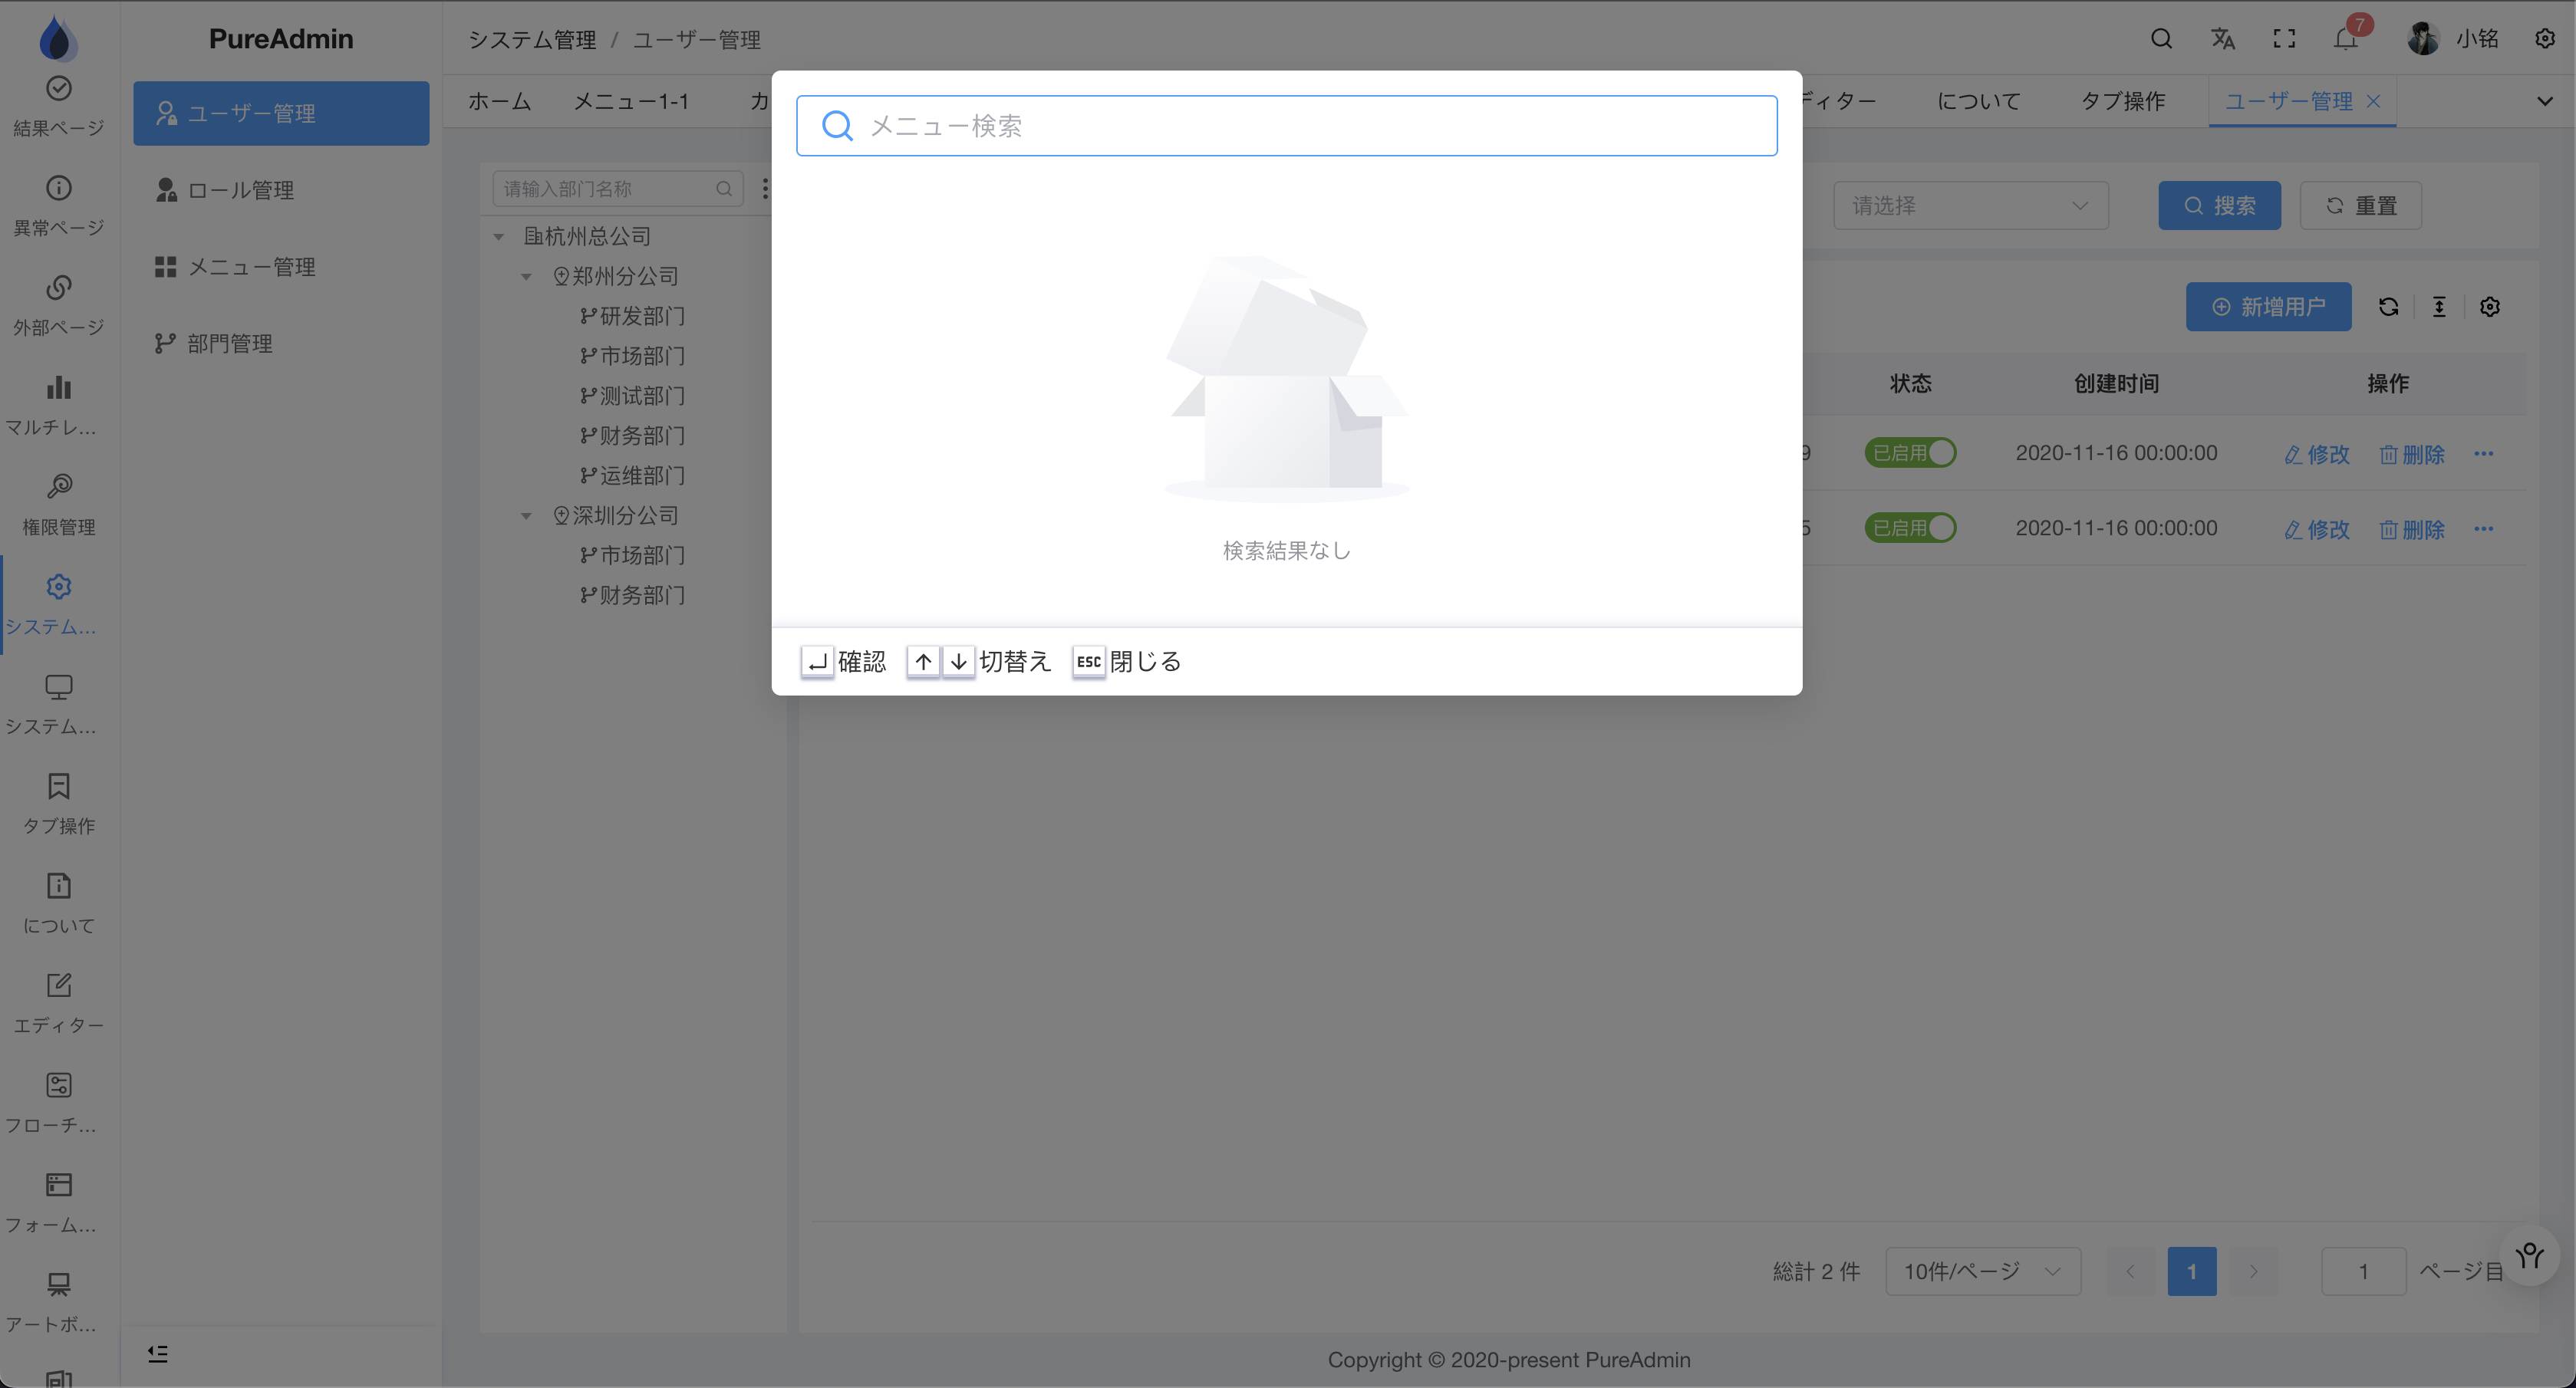 PureAdmin
システム管理 / ユーザー管理
7
小铭
結果ページ
異常ページ
外部ページ
マルチレ...
権限管理
システム...
システム...
タブ操作
について
エディター
フローチ...
フォーム...
アートボ...
ユーザー管理
ロール管理
メニュー管理
部門管理
ホーム
メニュー1-1
カ
ディター
について
タブ操作
ユーザー管理
メニュー検索
検索結果なし
確認
切替え
ESC 閉じる
请输入部门名称
杭州总公司
郑州分公司
研发部门
市场部门
测试部门
财务部门
运维部门
深圳分公司
市场部门
财务部门
请选择
搜索
重置
新增用户
状态 创建时间 操作
9 已启用 2020-11-16 00:00:00 修改 删除
5 已启用 2020-11-16 00:00:00 修改 删除
総計 2 件
10件/ページ
1
1
ページ目
Copyright © 2020-present PureAdmin